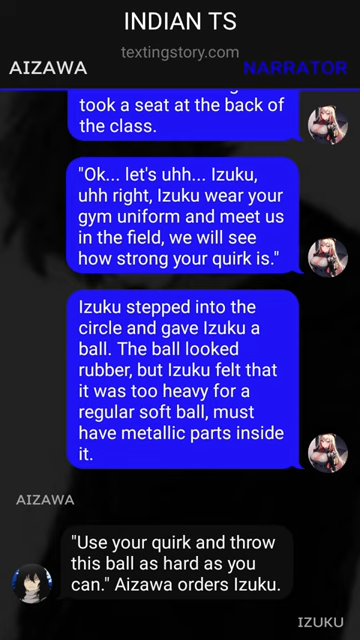 INDIAN TS
textingstory.com
AIZAWA
NARRATOR
took a seat at the back of
the class.
"Ok... let's uhh... Izuku,
uhh right, Izuku wear your
gym uniform and meet us
in the field, we will see
how strong your quirk is."
Izuku stepped into the
circle and gave Izuku a
ball. The ball looked
rubber, but Izuku felt that
it was too heavy for a
regular soft ball, must
have metallic parts inside
it.
AIZAWA
"Use your quirk and throw
this ball as hard as you
can." Aizawa orders Izuku.
IZUKU